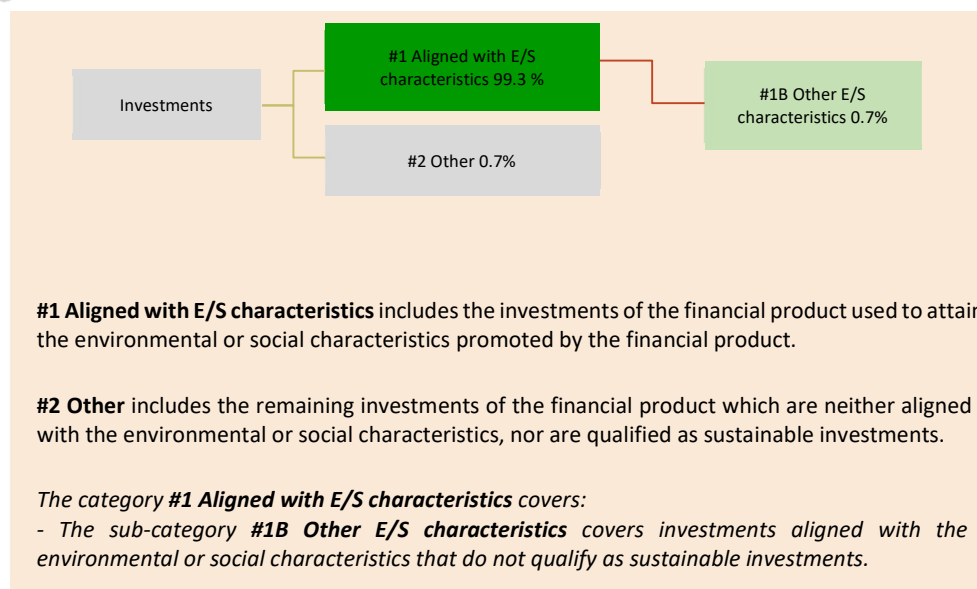 #1 Aligned with E/S
characteristics 99.3 %
Investments
#1B Other E/S
characteristics 0.7%
#2 Other 0.7%
#1 Aligned with E/S characteristics includes the investments of the financial product used to attain
the environmental or social characteristics promoted by the financial product.
#2 Other includes the remaining investments of the financial product which are neither aligned
with the environmental or social characteristics, nor are qualified as sustainable investments.
The category #1 Aligned with E/S characteristics covers:
- The sub-category #1B Other E/S characteristics covers investments aligned with the
environmental or social characteristics that do not qualify as sustainable investments.